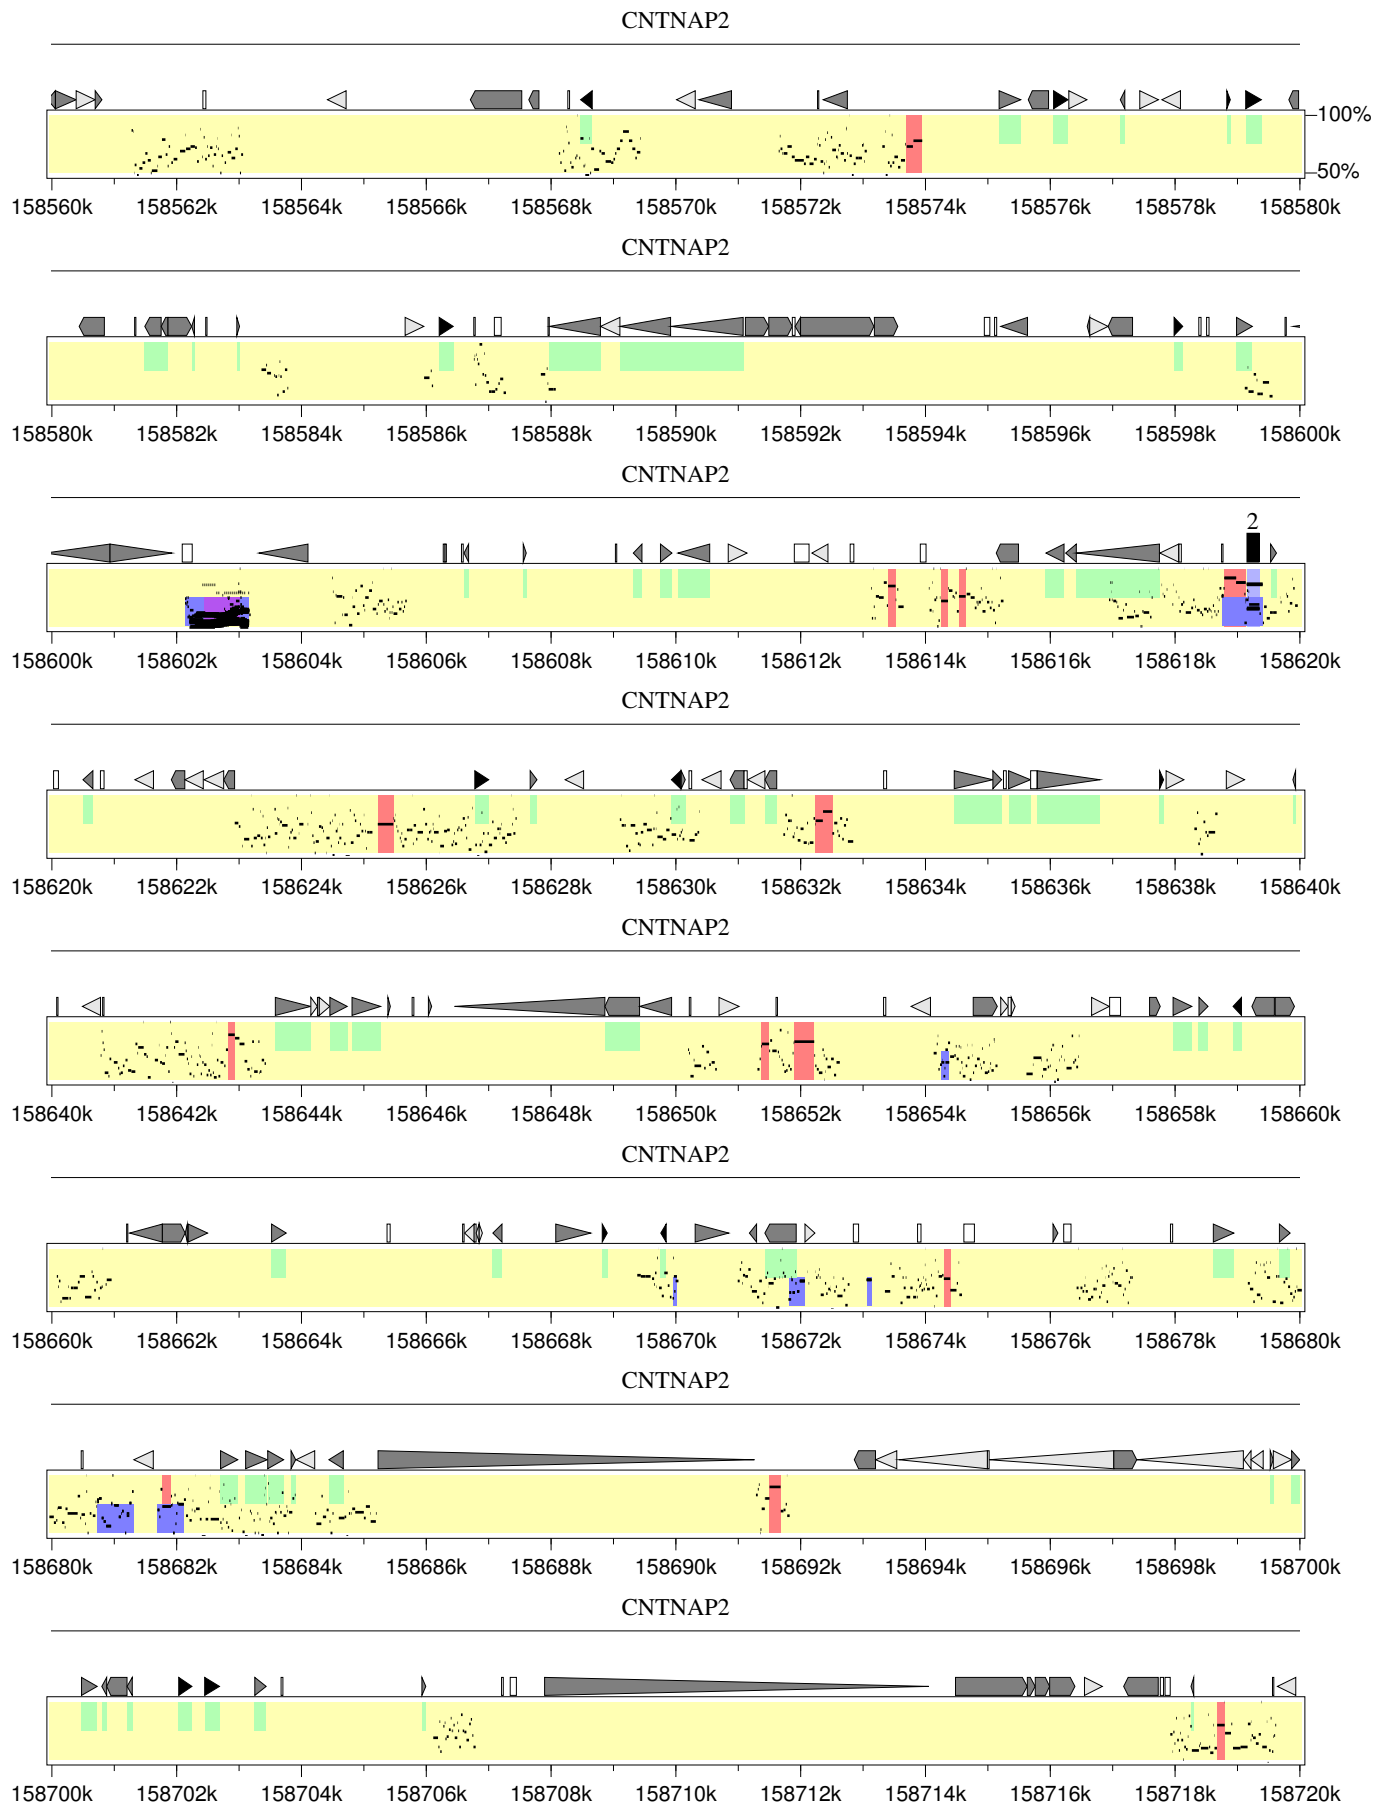 CNTNAP2
100%
50%
158560k 158562k 158564k 158566k 158568k 158570k 158572k 158574k 158576k 158578k 158580k
CNTNAP2
158580k 158582k 158584k 158586k 158588k 158590k 158592k 158594k 158596k 158598k 158600k
CNTNAP2
2
158600k 158602k 158604k 158606k 158608k 158610k 158612k 158614k 158616k 158618k 158620k
CNTNAP2
158620k 158622k 158624k 158626k 158628k 158630k 158632k 158634k 158636k 158638k 158640k
CNTNAP2
158640k 158642k 158644k 158646k 158648k 158650k 158652k 158654k 158656k 158658k 158660k
CNTNAP2
158660k 158662k 158664k 158666k 158668k 158670k 158672k 158674k 158676k 158678k 158680k
CNTNAP2
158680k 158682k 158684k 158686k 158688k 158690k 158692k 158694k 158696k 158698k 158700k
CNTNAP2
158700k 158702k 158704k 158706k 158708k 158710k 158712k 158714k 158716k 158718k 158720k